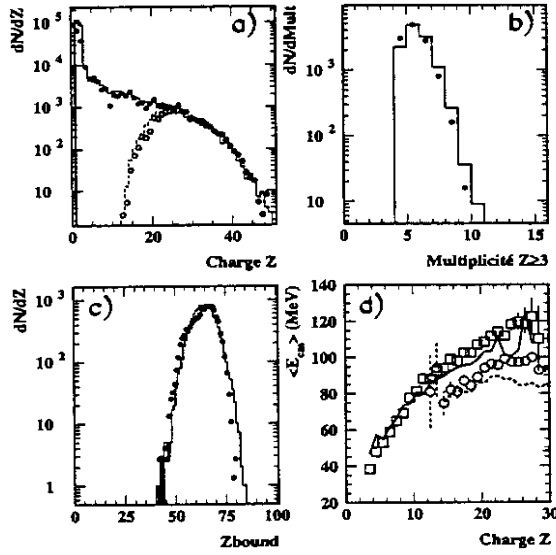 a)
dN/dZ
10⁵
10⁴
10³
10²
10
0 20 40
Charge Z
b)
dN/dMult
10³
10²
10
0 5 10 15
Multiplicité Z≥3
c)
dN/dZ
10³
10²
10
1
0 25 50 75 100
Zbound
d)
<E_cm> (MeV)
140
120
100
80
60
40
20
0 10 20 30
Charge Z